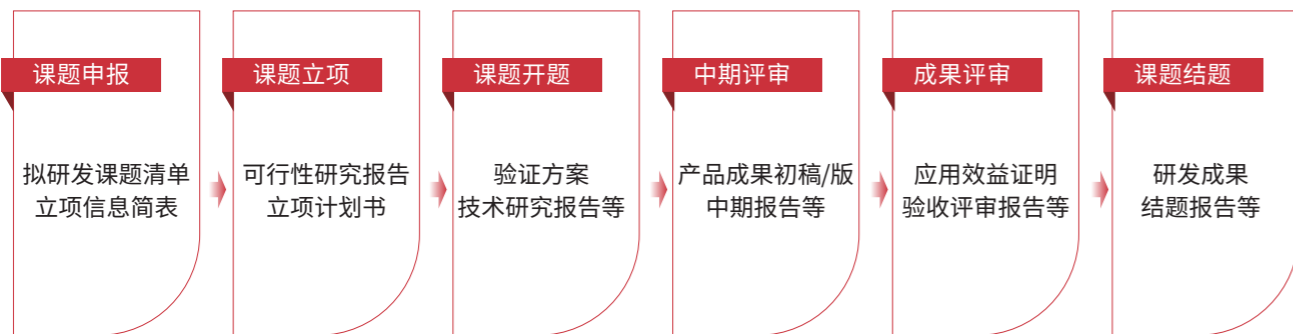 课题申报
拟研发课题清单
立项信息简表
课题立项
可行性研究报告
立项计划书
课题开题
验证方案
技术研究报告等
中期评审
产品成果初稿/版
中期报告等
成果评审
应用效益证明
验收评审报告等
课题结题
研发成果
结题报告等